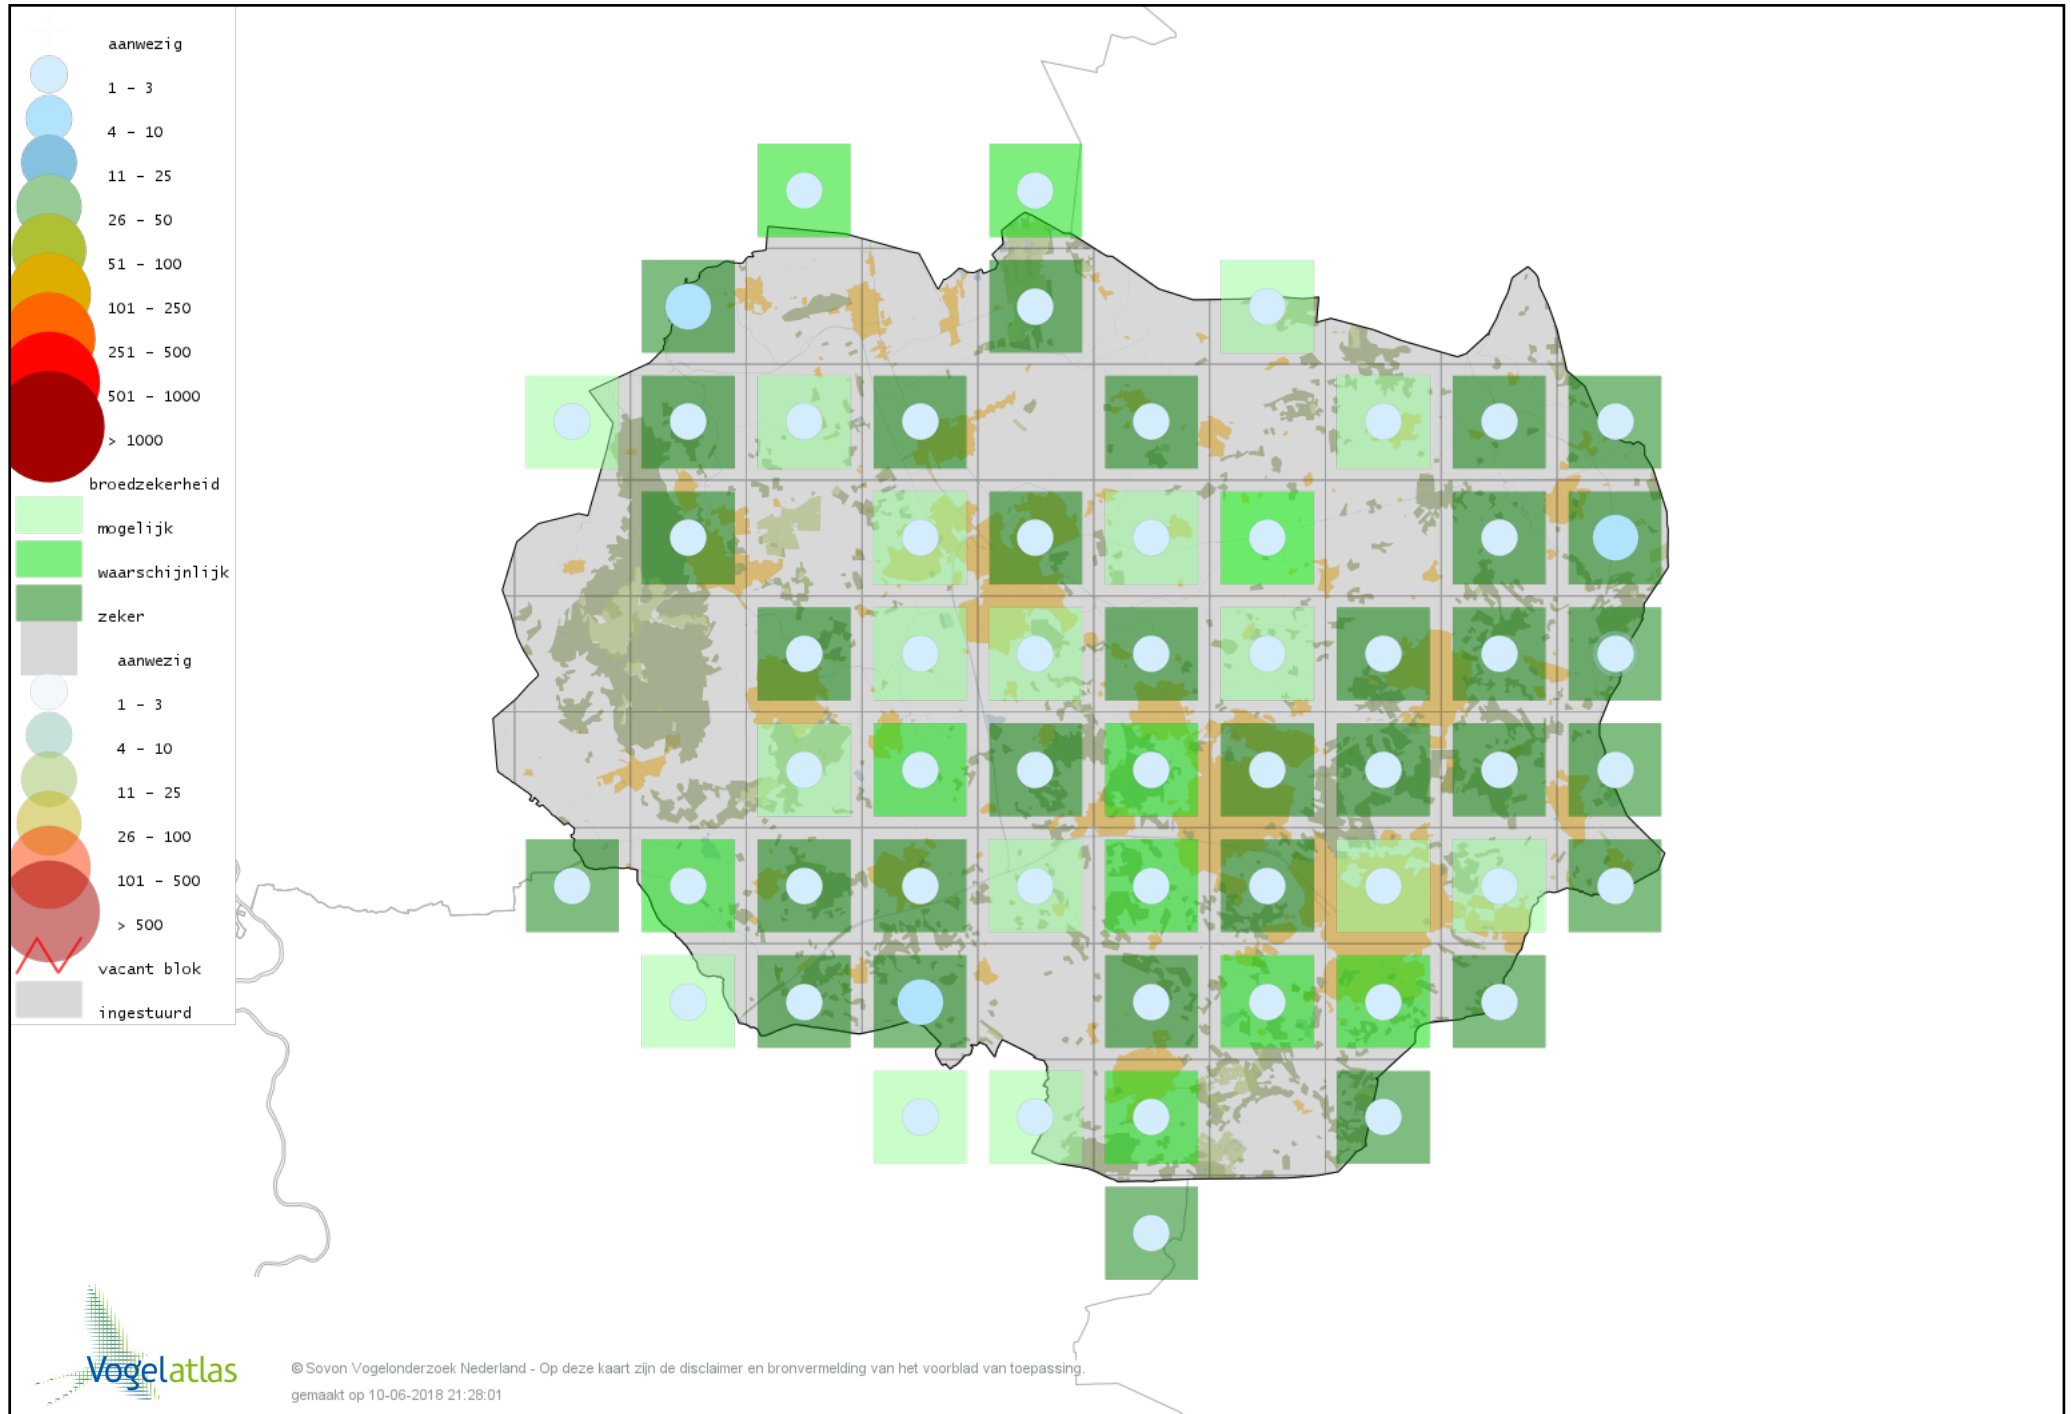 aanwezig
1 - 3
4 - 10
11 - 25
26 - 50
51 - 100
101 - 250
251 - 500
501 - 1000
> 1000
broedzekerheid
mogelijk
waarschijnlijk
zeker
aanwezig
1 - 3
4 - 10
11 - 25
26 - 100
101 - 500
> 500
vacant blok
ingestuurd
Vogelatlas
© Sovon Vogelonderzoek Nederland - Op deze kaart zijn de disclaimer en bronvermelding van het voorblad van toepassing.
gemaakt op 10-06-2018 21:28:01